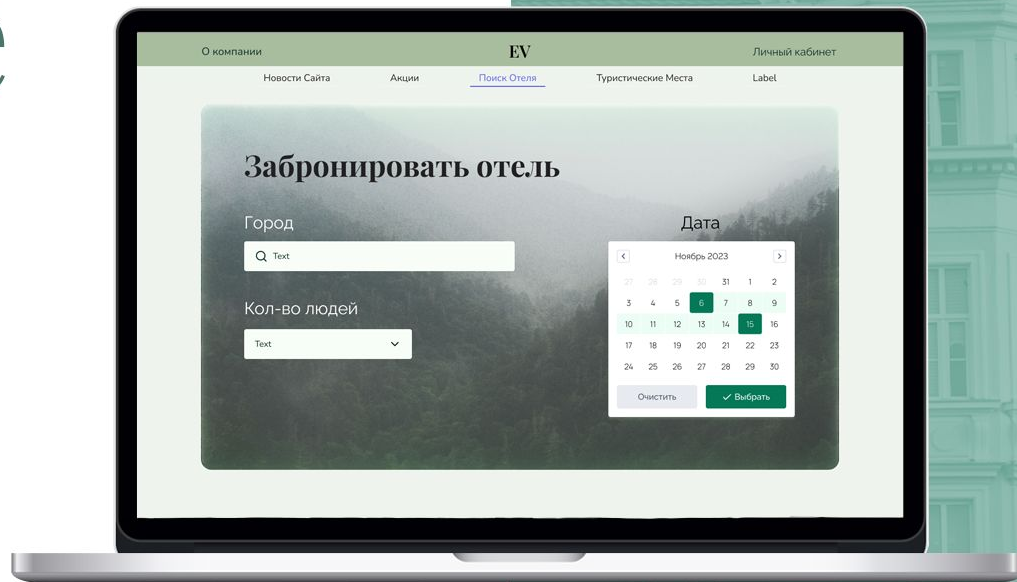 О компании EV Личный кабинет
Новости Сайта Акции Поиск Отеля Туристические Места Label
Забронировать отель
Город
Text
Кол-во людей
Text
Дата
Ноябрь 2023
27 28 29 30 31 1 2
3 4 5 6 7 8 9
10 11 12 13 14 15 16
17 18 19 20 21 22 23
24 25 26 27 28 29 30
Очистить Выбрать